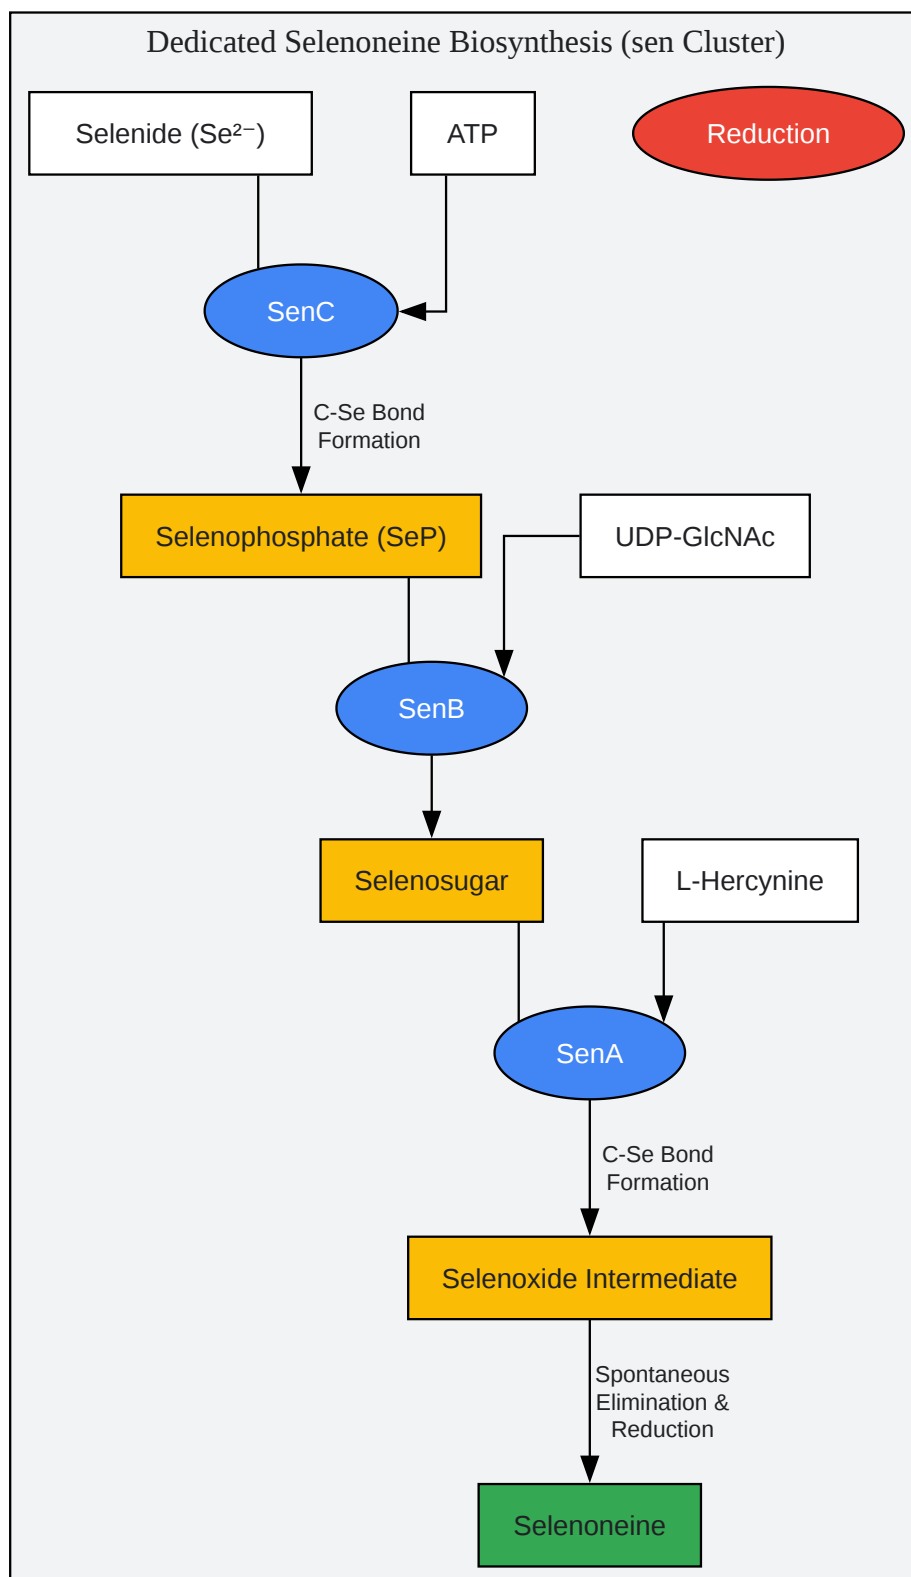 Dedicated Selenoneine Biosynthesis (sen Cluster)
Selenide (Se²⁻)
ATP
Reduction
SenC
C-Se Bond
Formation
Selenophosphate (SeP)
UDP-GlcNAc
SenB
Selenosugar
L-Hercynine
SenA
C-Se Bond
Formation
Selenoxide Intermediate
Spontaneous
Elimination &
Reduction
Selenoneine